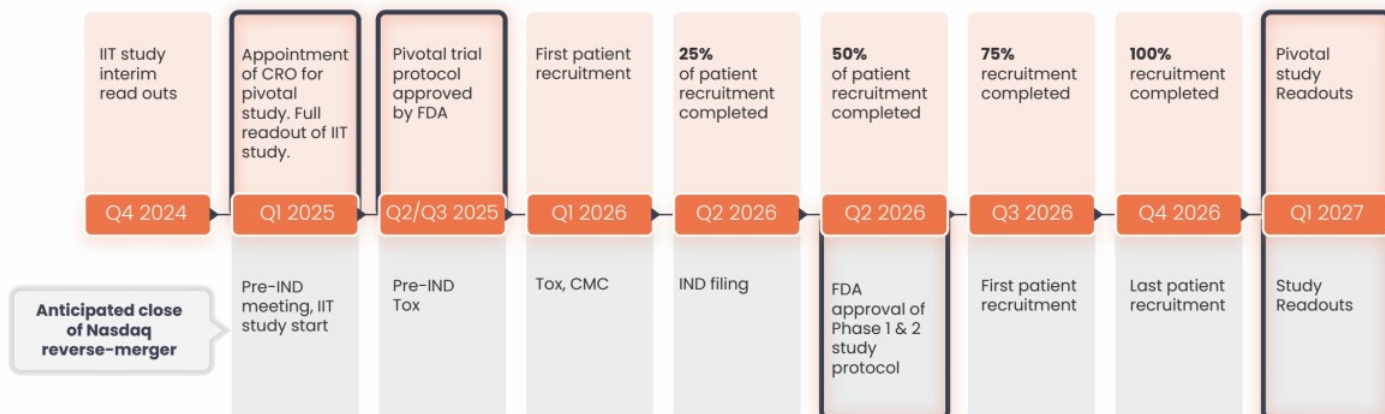 IIT study
interim
read outs
Appointment
of CRO for
pivotal
study. Full
readout of IIT
study.
Pivotal trial
protocol
approved
by FDA
First patient
recruitment
25%
of patient
recruitment
completed
50%
of patient
recruitment
completed
75%
recruitment
completed
100%
recruitment
completed
Pivotal
study
Readouts
Q4 2024
Q1 2025
Q2/Q3 2025
Q1 2026
Q2 2026
Q2 2026
Q3 2026
Q4 2026
Q1 2027
Anticipated close
of Nasdaq
reverse-merger
Pre-IND
meeting, IIT
study start
Pre-IND
Tox
Tox, CMC
IND filing
FDA
approval of
Phase 1 & 2
study
protocol
First patient
recruitment
Last patient
recruitment
Study
Readouts